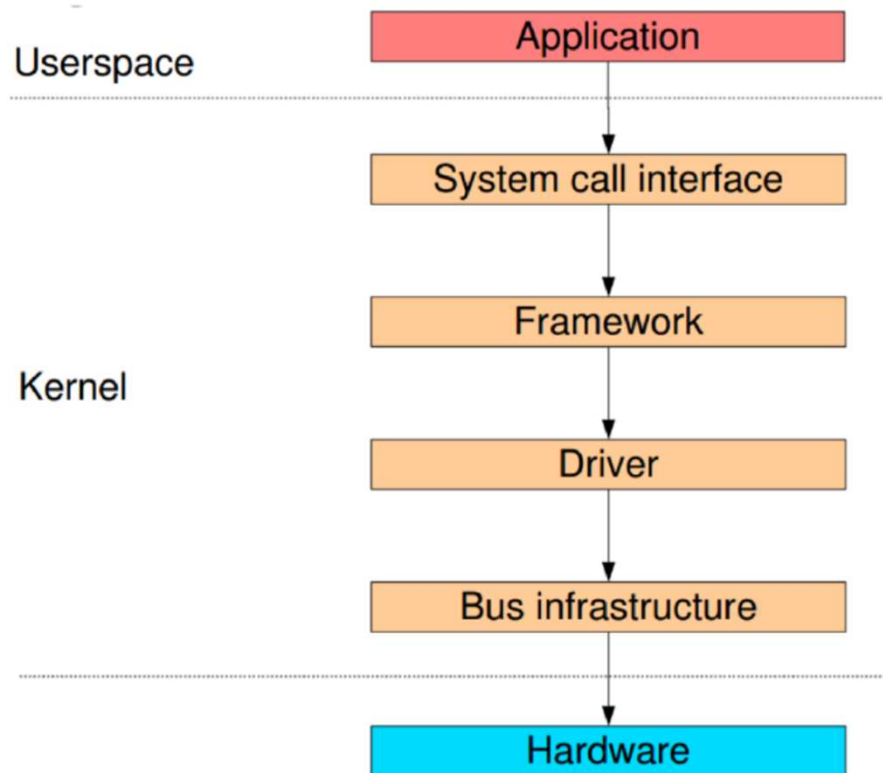 Application
Userspace
System call interface
Framework
Kernel
Driver
Bus infrastructure
Hardware